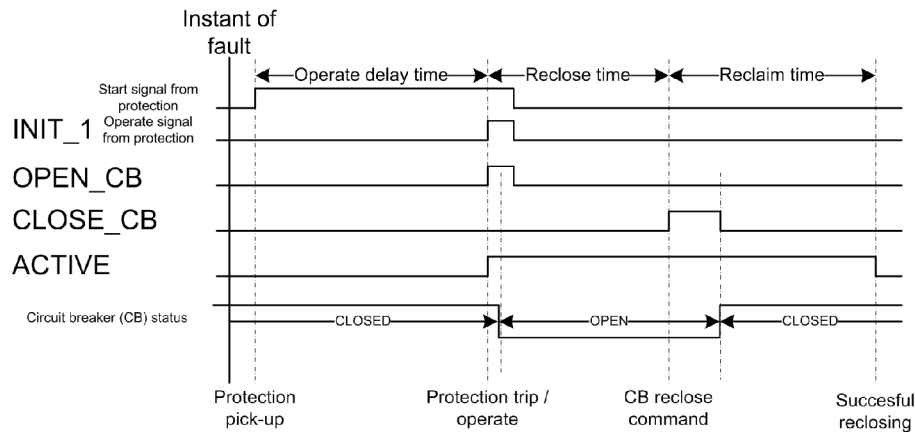 Instant of
fault
Operate delay time
Reclose time
Reclaim time
Start signal from
protection
INIT_1
Operate signal
from protection
OPEN_CB
CLOSE_CB
ACTIVE
Circuit breaker (CB) status
CLOSED
OPEN
CLOSED
Protection
pick-up
Protection trip /
operate
CB reclose
command
Succesful
reclosing